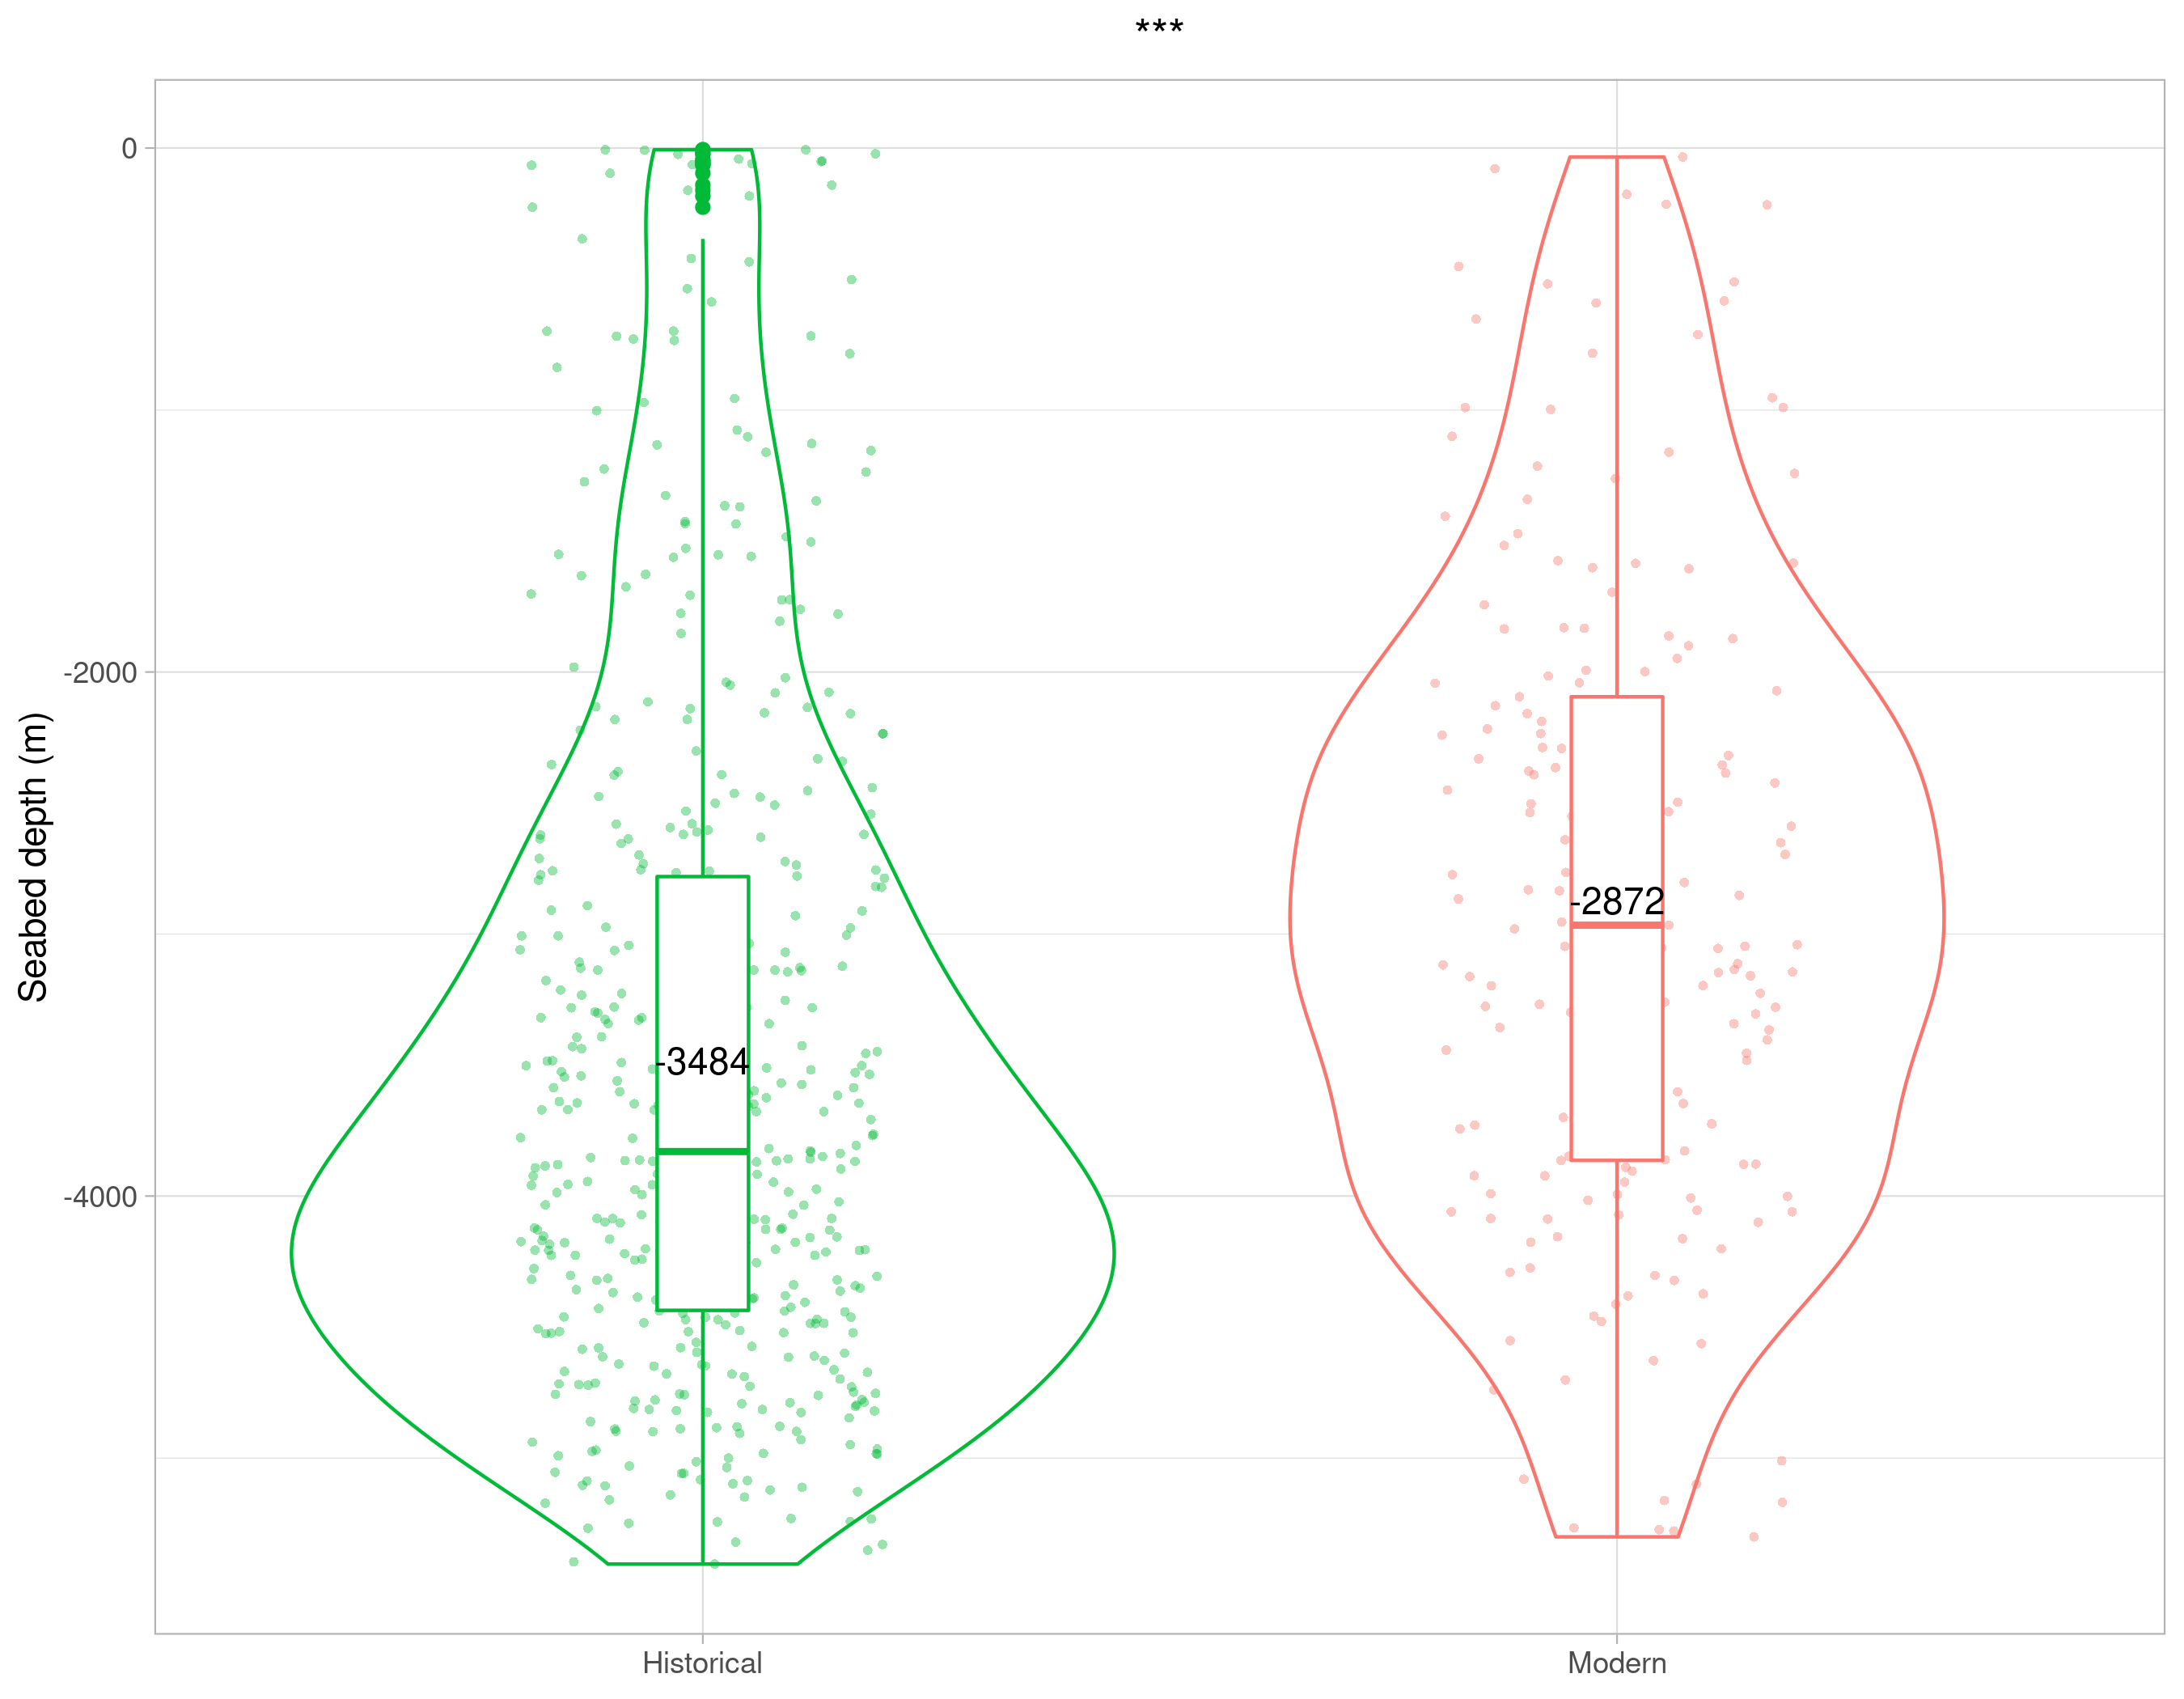 ***
0
-2000
-4000
Seabed depth (m)
-3484
-2872
Historical
Modern